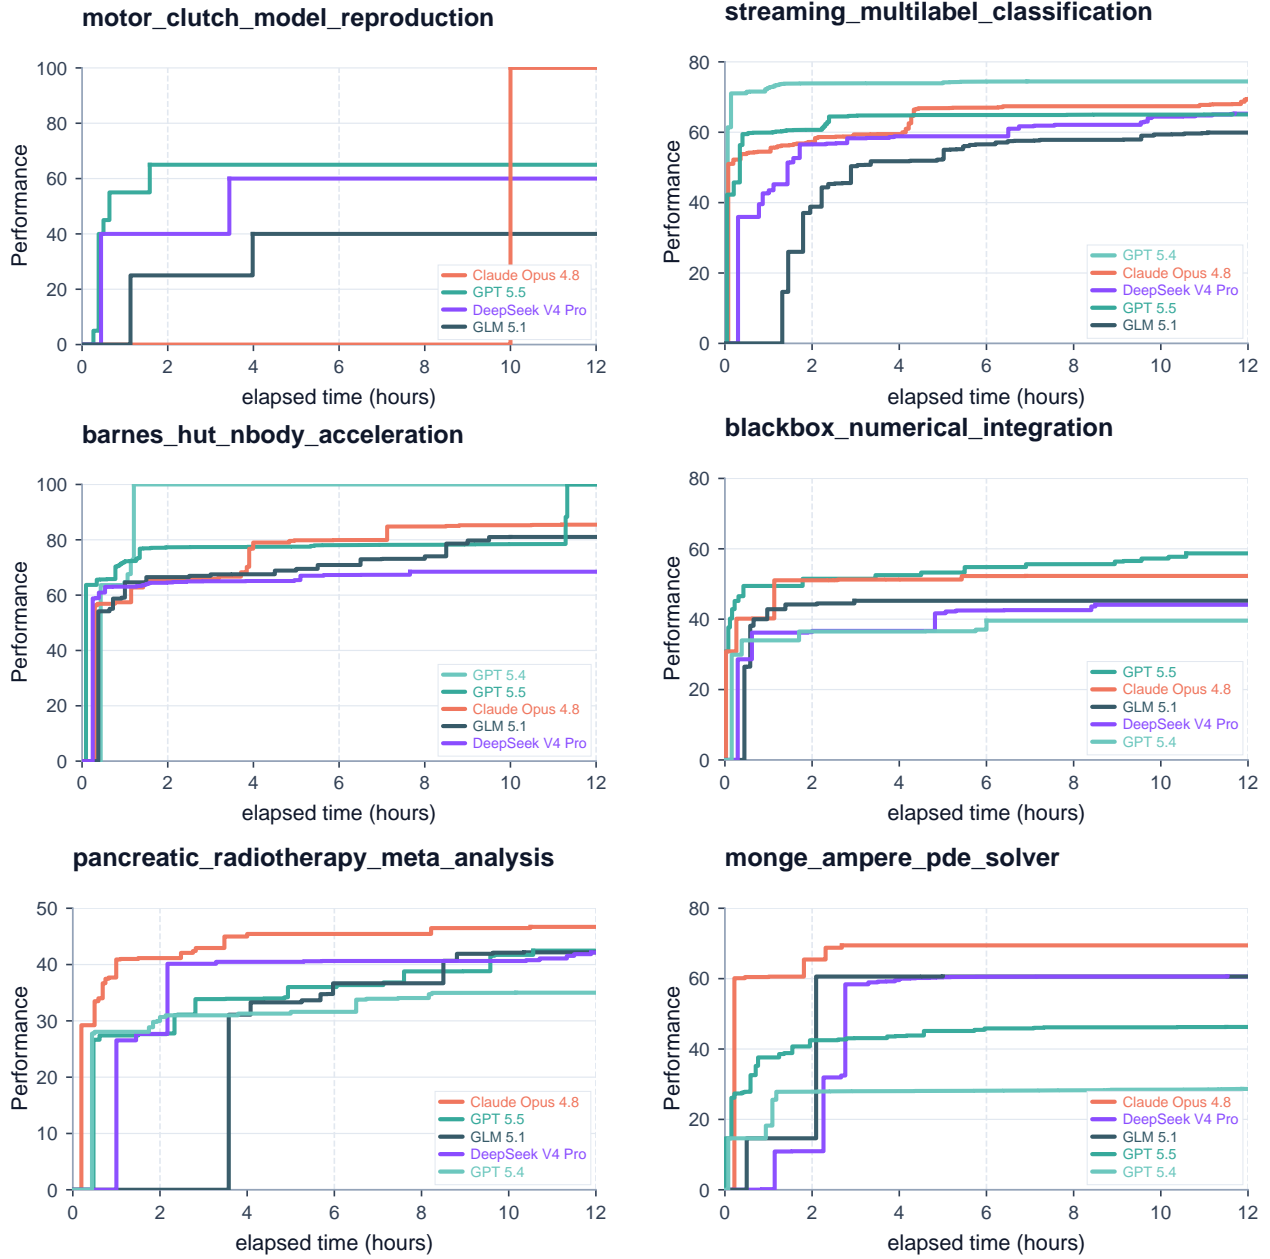 motor_clutch_model_reproduction
100
80
60
40
20
0
Performance
0 2 4 6 8 10 12
elapsed time (hours)
Claude Opus 4.8
GPT 5.5
DeepSeek V4 Pro
GLM 5.1
streaming_multilabel_classification
80
60
40
20
0
Performance
0 2 4 6 8 10 12
elapsed time (hours)
GPT 5.4
Claude Opus 4.8
DeepSeek V4 Pro
GPT 5.5
GLM 5.1
barnes_hut_nbody_acceleration
100
80
60
40
20
0
Performance
0 2 4 6 8 10 12
elapsed time (hours)
GPT 5.4
GPT 5.5
Claude Opus 4.8
GLM 5.1
DeepSeek V4 Pro
blackbox_numerical_integration
80
60
40
20
0
Performance
0 2 4 6 8 10 12
elapsed time (hours)
GPT 5.5
Claude Opus 4.8
GLM 5.1
DeepSeek V4 Pro
GPT 5.4
pancreatic_radiotherapy_meta_analysis
50
40
30
20
10
0
Performance
0 2 4 6 8 10 12
elapsed time (hours)
Claude Opus 4.8
GPT 5.5
GLM 5.1
DeepSeek V4 Pro
GPT 5.4
monge_ampere_pde_solver
80
60
40
20
0
Performance
0 2 4 6 8 10 12
elapsed time (hours)
Claude Opus 4.8
DeepSeek V4 Pro
GLM 5.1
GPT 5.5
GPT 5.4